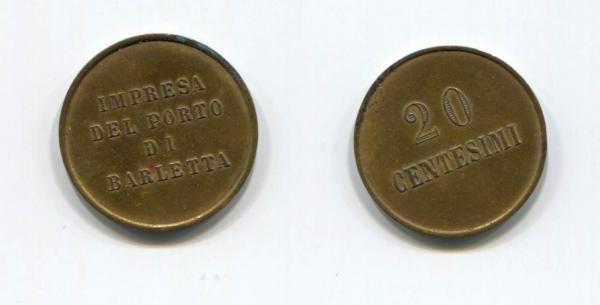 IMPRESA
DEL PORTO
DI
BARLETTA
20
CENTESIMI